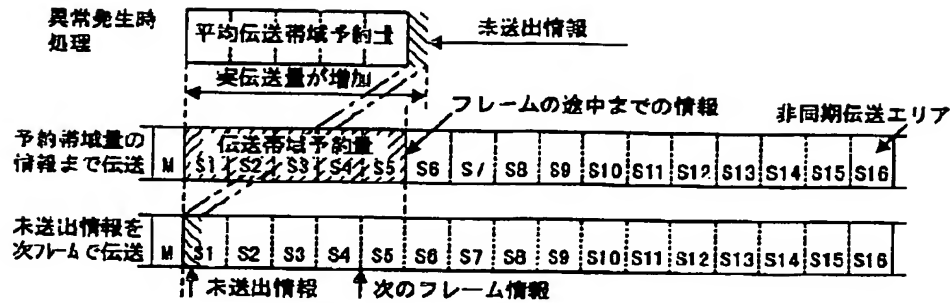 異常発生時
処理
平均伝送帯域予約量
未送出情報
実伝送量が増加
フレームの途中までの情報
非同期伝送エリア
予約帯域量の
情報まで伝送
伝送帯域予約量
M S1 S2 S3 S4 S5 S6 S7 S8 S9 S10 S11 S12 S13 S14 S15 S16
未送出情報を
次フレームで伝送
M S1 S2 S3 S4 S5 S6 S7 S8 S9 S10 S11 S12 S13 S14 S15 S16
未送出情報
次のフレーム情報